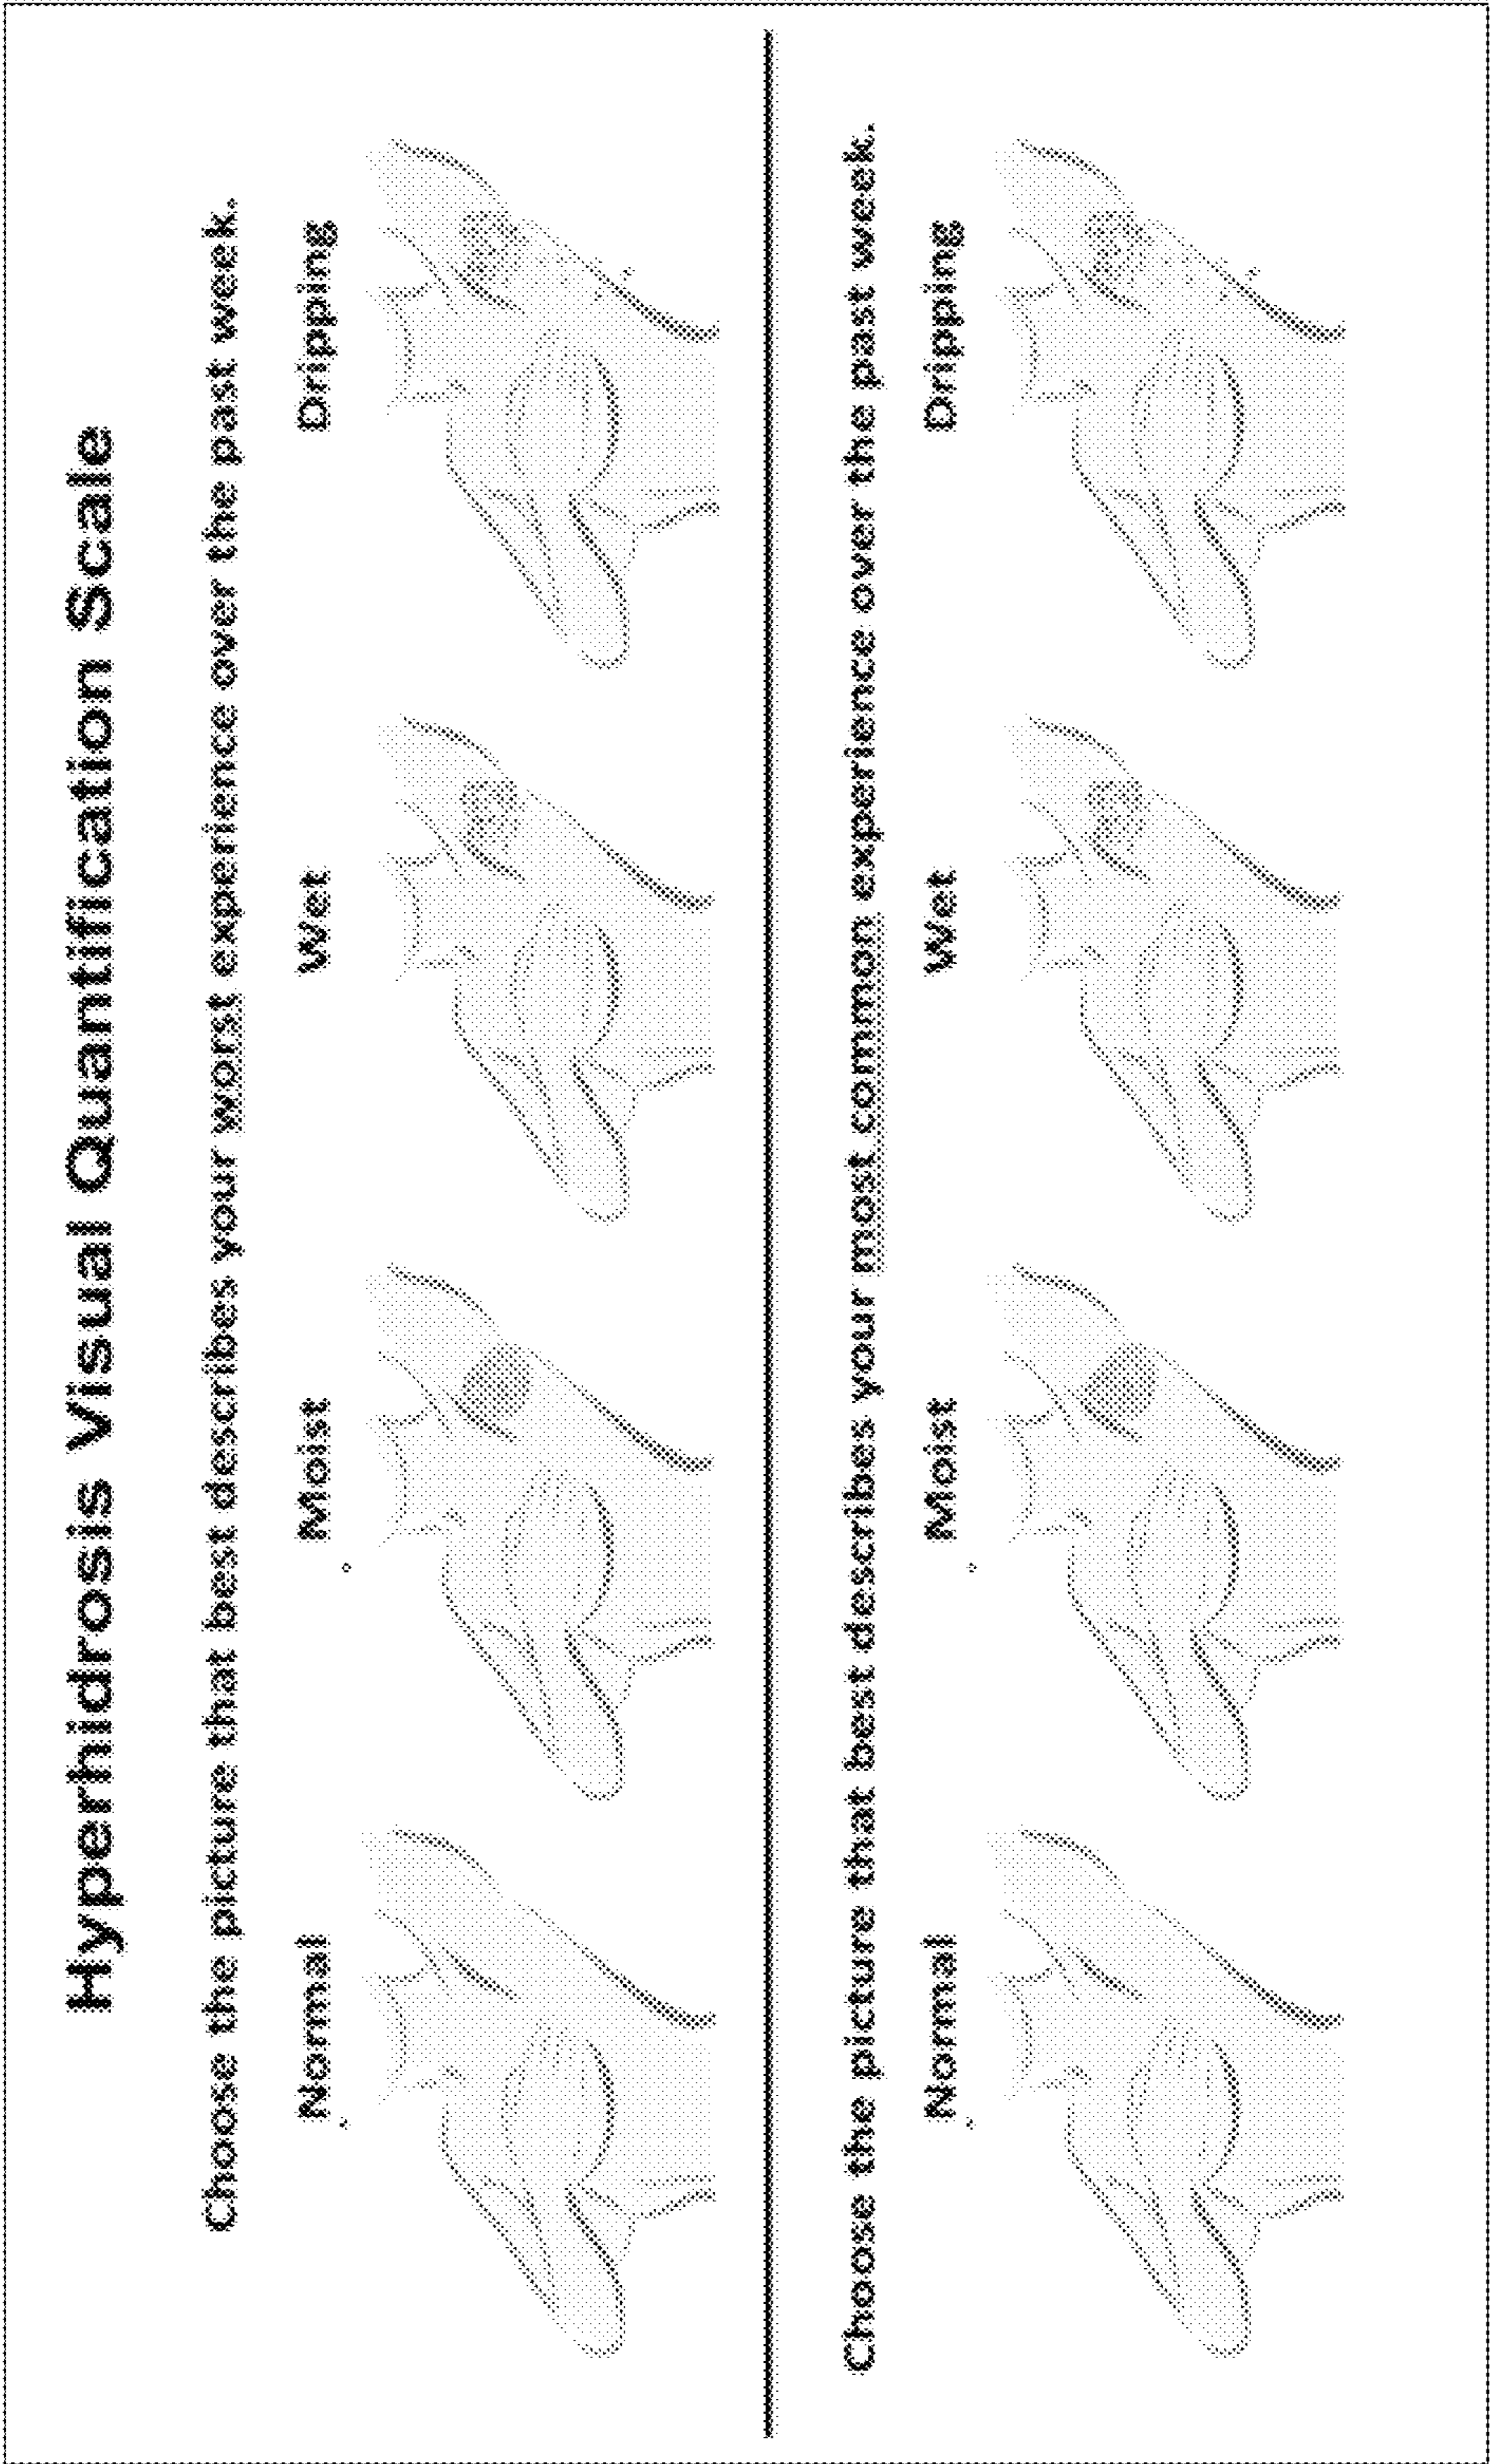 Hyperhidrosis Visual Quantification Scale
Choose the picture that best describes your worst experience over the past week.
Normal Moist Wet Dripping
Choose the picture that best describes your most common experience over the past week.
Normal Moist Wet Dripping